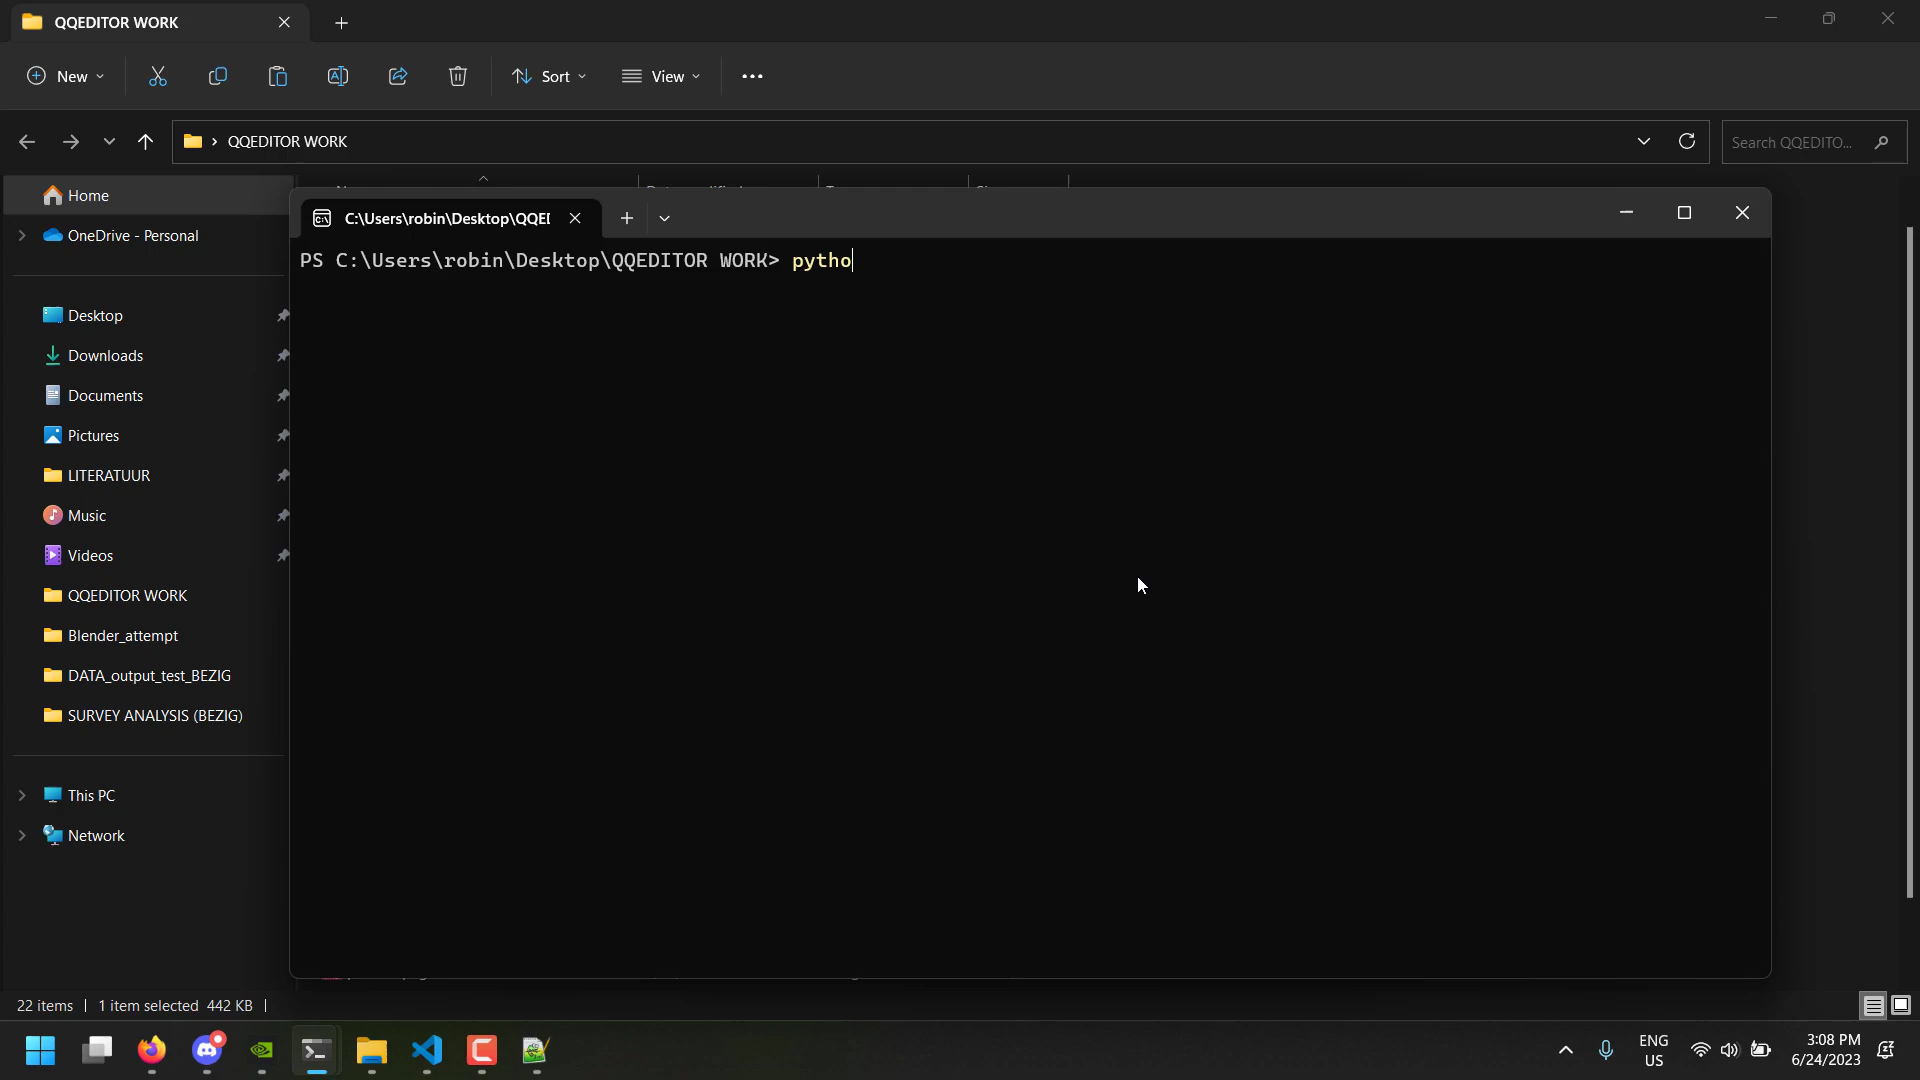 QQEDITOR WORK
New
Sort
View
QQEDITOR WORK
Search QQEDITO...
Home
OneDrive - Personal
Desktop
Downloads
Documents
Pictures
LITERATUUR
Music
Videos
QQEDITOR WORK
Blender_attempt
DATA_output_test_BEZIG
SURVEY ANALYSIS (BEZIG)
This PC
Network
C:\Users\robin\Desktop\QQEI
PS C:\Users\robin\Desktop\QQEDITOR WORK> pytho
22 items
1 item selected 442 KB
ENG
US
3:08 PM
6/24/2023